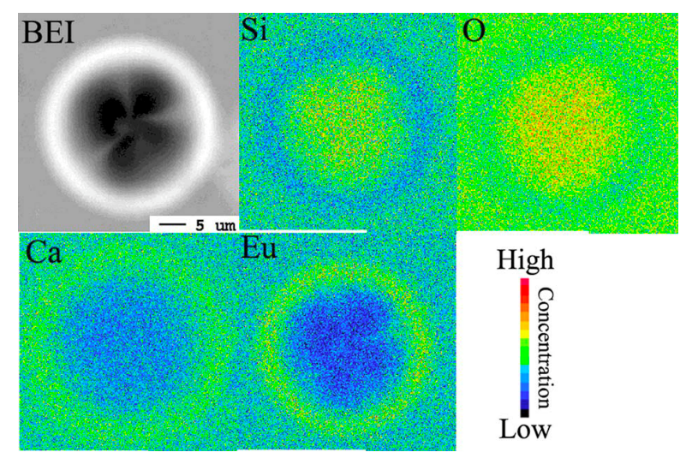 BEI
Si
O
5 um
Ca
Eu
High
Concentration
Low